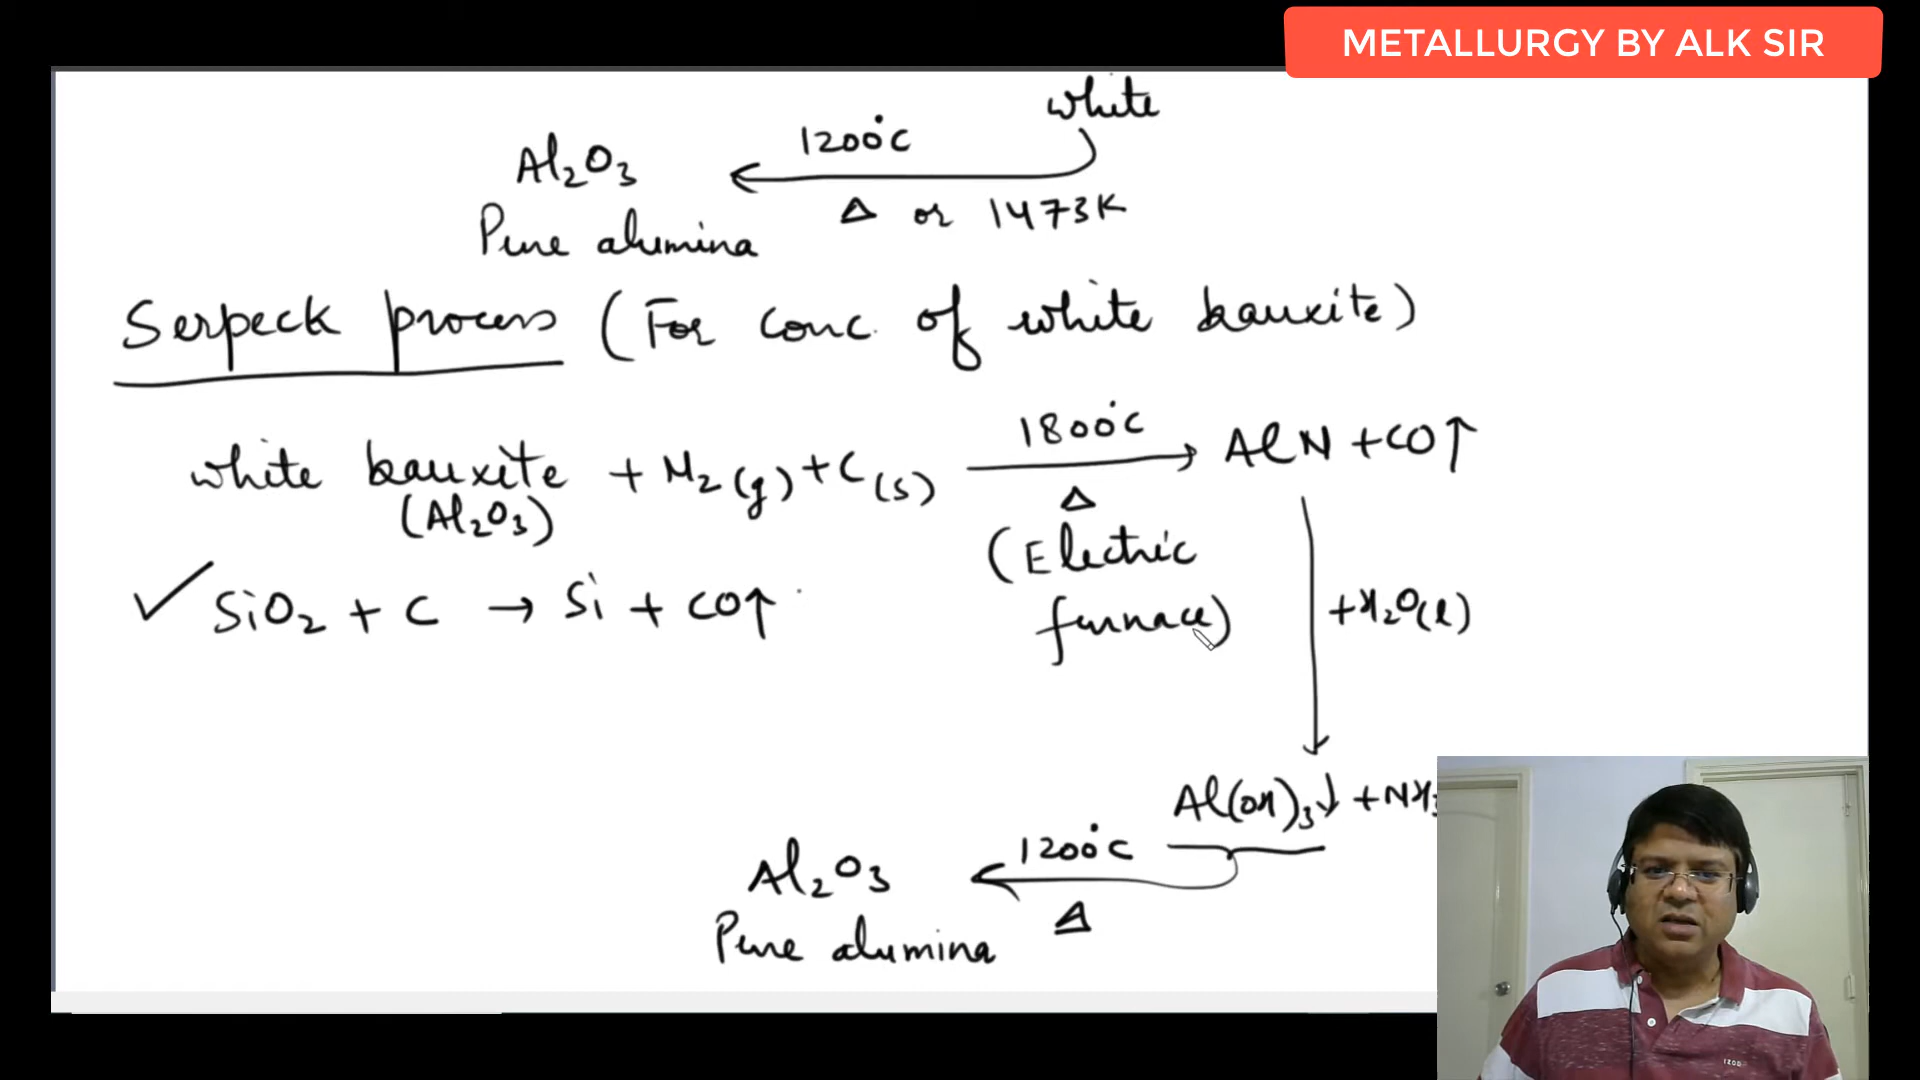 METALLURGY BY ALK SIR
white
Al₂O₃ 1200°C
Δ or 1473K
Pure alumina
Serpeck process (For conc. of white bauxite)
white bauxite + N₂(g) + C(s) 1800°C → AlN + CO↑
(Al₂O₃) Δ
(Electric
furnace)
✓ SiO₂ + C → Si + CO↑
+H₂O(l)
Al(OH)₃↓ + NH₃
Al₂O₃ ← 1200°C
Δ
Pure alumina
IZOD